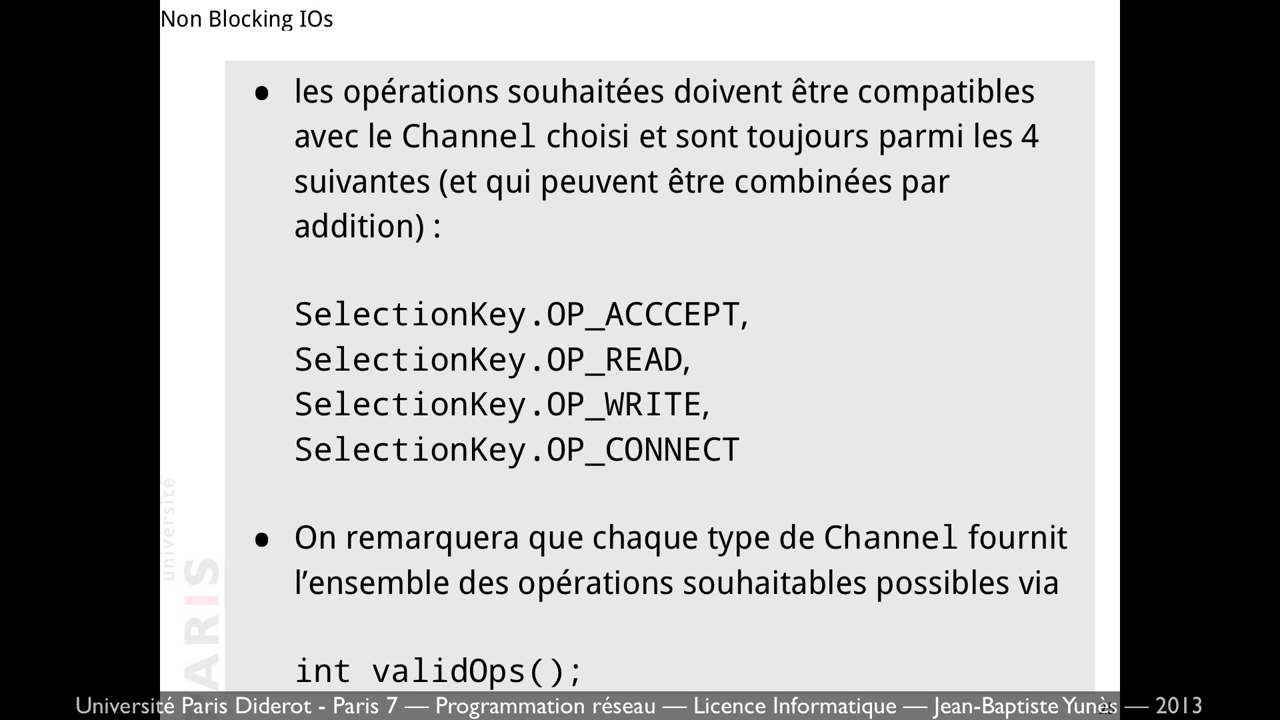 Non Blocking IOs
• les opérations souhaitées doivent être compatibles
avec le Channel choisi et sont toujours parmi les 4
suivantes (et qui peuvent être combinées par
addition) :
SelectionKey.OP_ACCCEPT,
SelectionKey.OP_READ,
SelectionKey.OP_WRITE,
SelectionKey.OP_CONNECT
• On remarquera que chaque type de Channel fournit
l’ensemble des opérations souhaitables possibles via
int validOps();
université
PARIS
Université Paris Diderot - Paris 7 — Programmation réseau — Licence Informatique — Jean-Baptiste Yunès — 2013